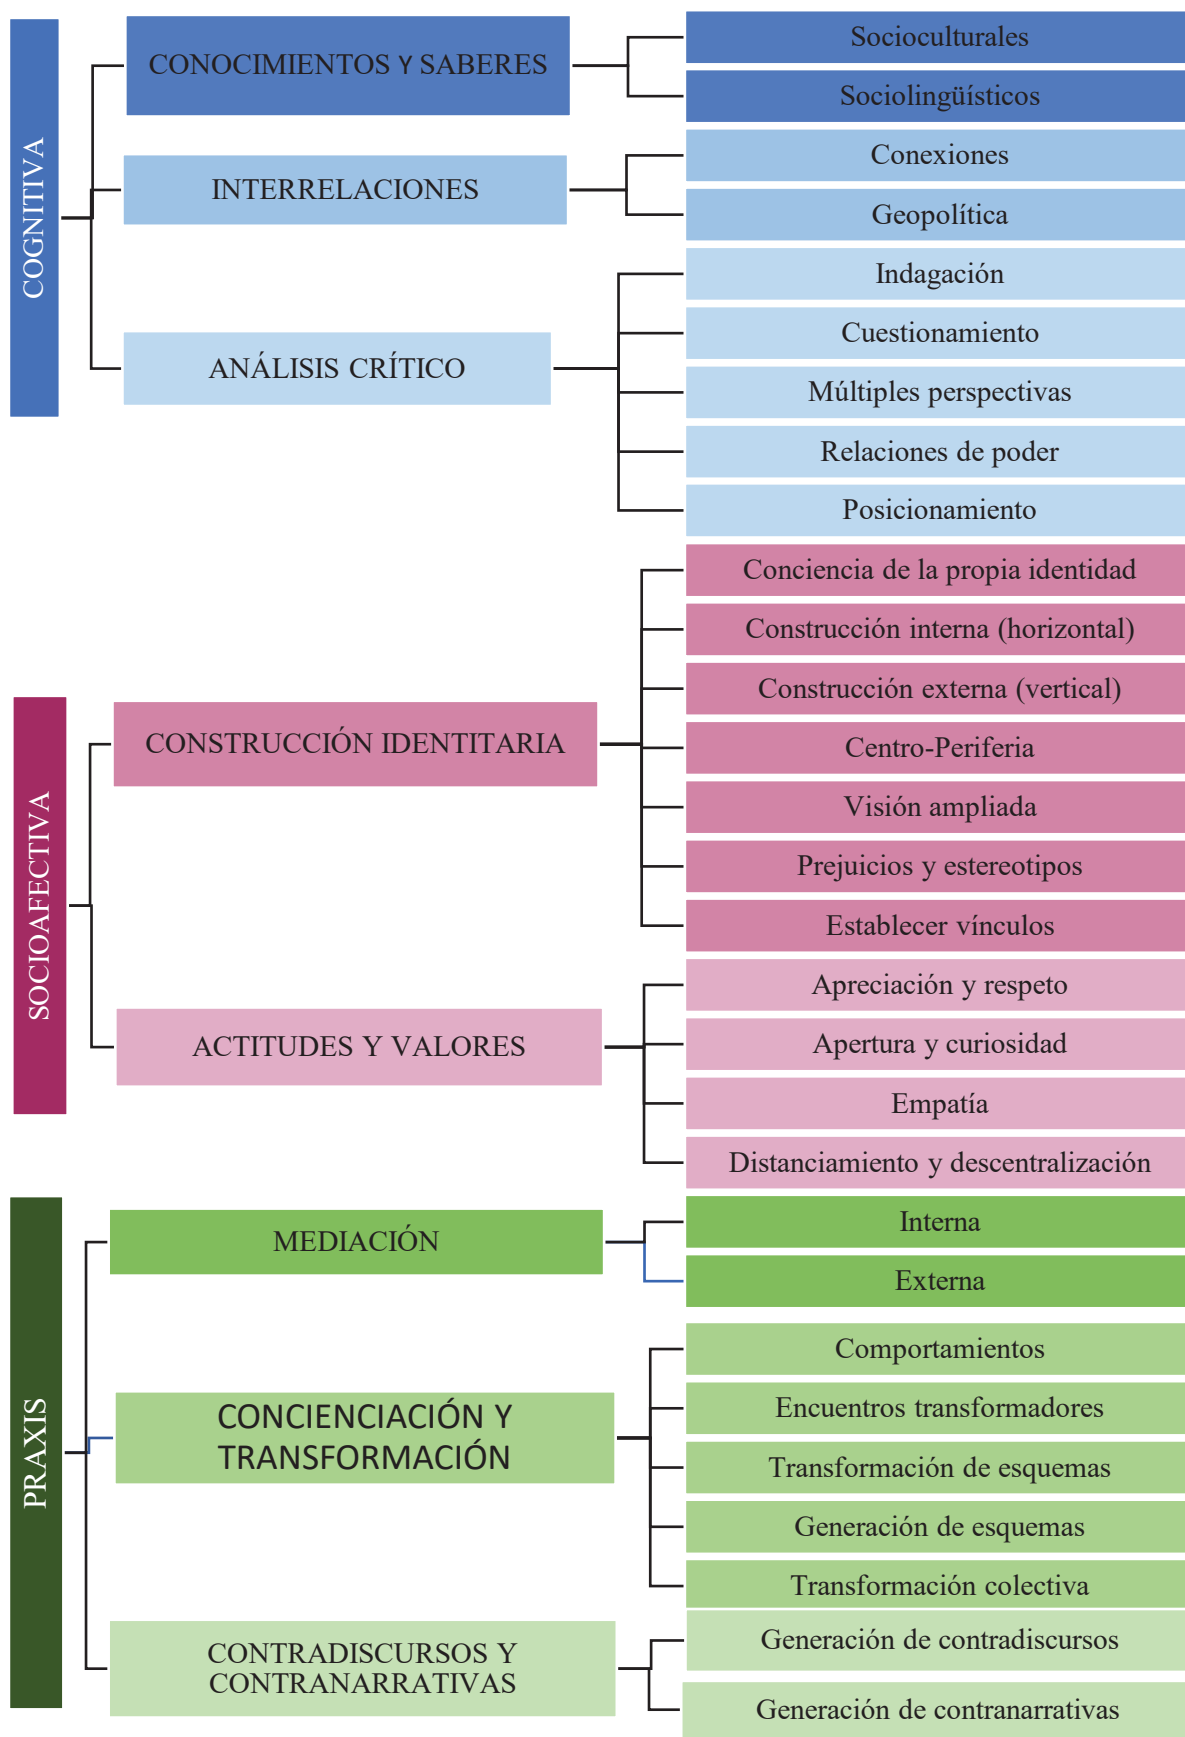 COGNITIVA
CONOCIMIENTOS Y SABERES
Socioculturales
Sociolingüísticos
INTERRELACIONES
Conexiones
Geopolítica
ANÁLISIS CRÍTICO
Indagación
Cuestionamiento
Múltiples perspectivas
Relaciones de poder
Posicionamiento
SOCIOAFECTIVA
CONSTRUCCIÓN IDENTITARIA
Conciencia de la propia identidad
Construcción interna (horizontal)
Construcción externa (vertical)
Centro-Periferia
Visión ampliada
Prejuicios y estereotipos
Establecer vínculos
ACTITUDES Y VALORES
Apreciación y respeto
Apertura y curiosidad
Empatía
Distanciamiento y descentralización
PRAXIS
MEDIACIÓN
Interna
Externa
CONCIENCIACIÓN Y
TRANSFORMACIÓN
Comportamientos
Encuentros transformadores
Transformación de esquemas
Generación de esquemas
Transformación colectiva
CONTRADISCURSOS Y
CONTRANARRATIVAS
Generación de contradiscursos
Generación de contranarrativas